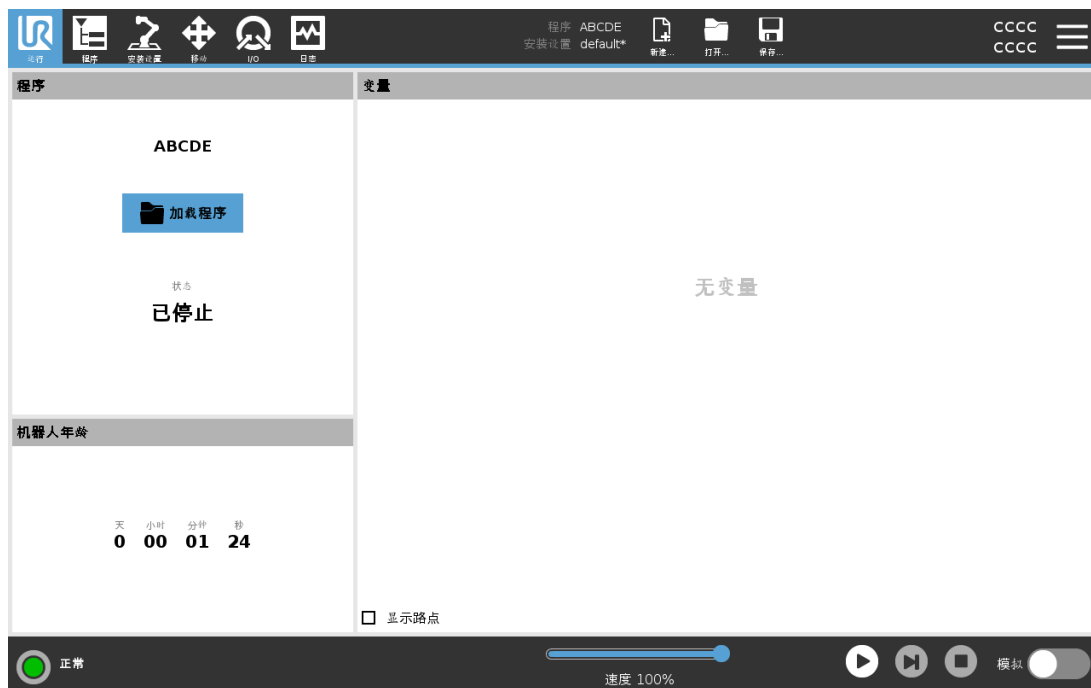 程序 ABCDE
安装设置 default*
CCCC
CCCC
运行 程序 安装设置 移动 I/O 日志 新建... 打开... 保存...
程序
ABCDE
加载程序
状态
已停止
机器人年龄
天 小时 分钟 秒
0 00 01 24
变量
无变量
显示路点
正常
速度 100%
模拟